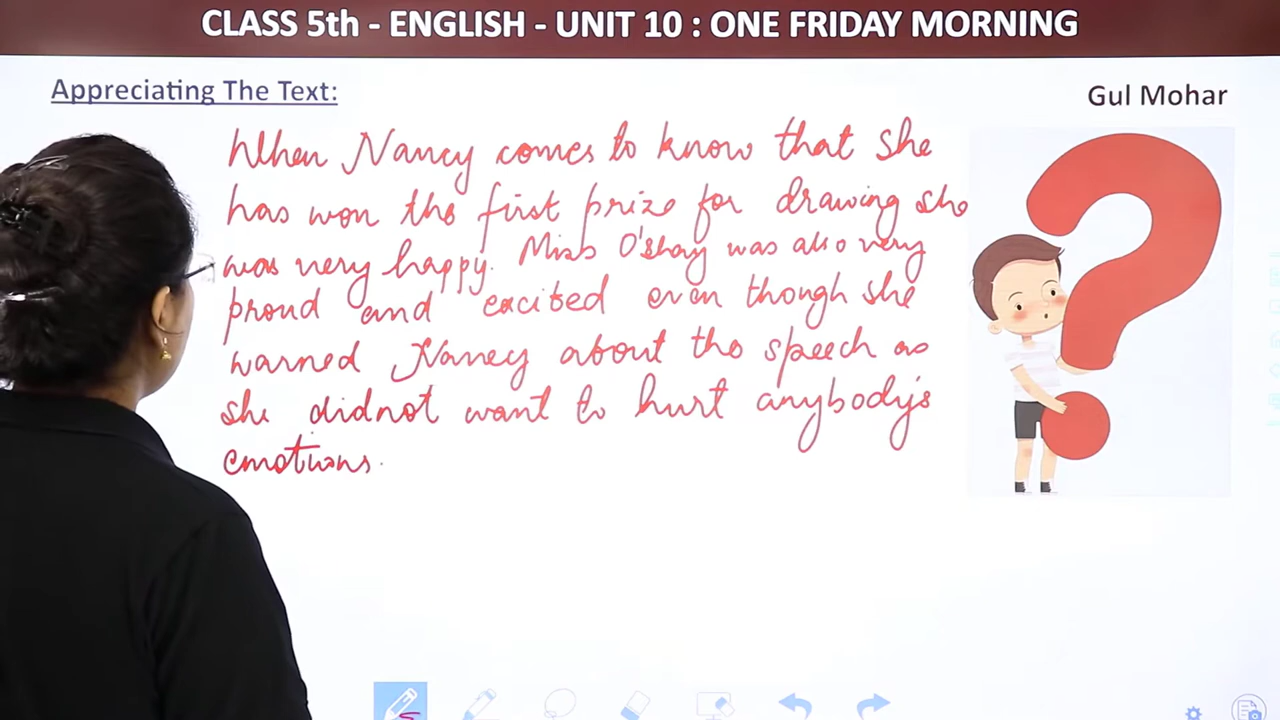 CLASS 5th - ENGLISH - UNIT 10 : ONE FRIDAY MORNING
Appreciating The Text:
Gul Mohar
When Nancy comes to know that she
has won the first prize for drawing she
was very happy. Miss O'shay was also very
proud and excited even though she
warned Nancy about the speech as
she didnot want to hurt anybody's
emotions.